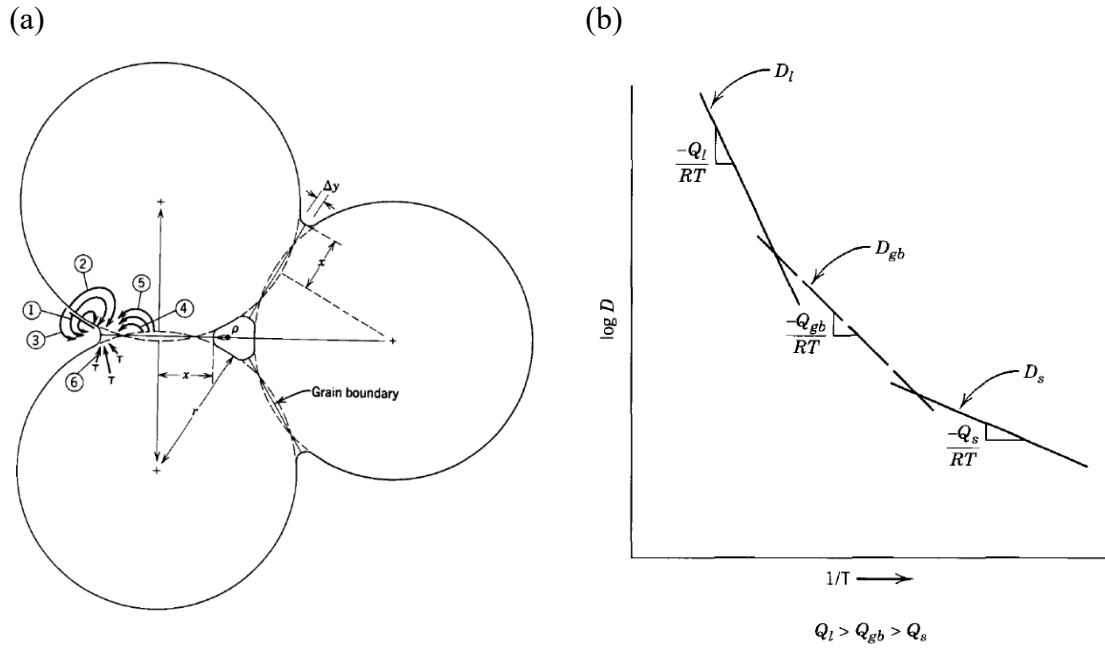 (a)
(b)
②
①
③
⑤
④
⑥
T
T
T
Δy
x
ρ
x
r
Grain boundary
log D
D_l
-Q_l
RT
D_gb
-Q_gb
RT
D_s
-Q_s
RT
1/T
Q_l > Q_gb > Q_s